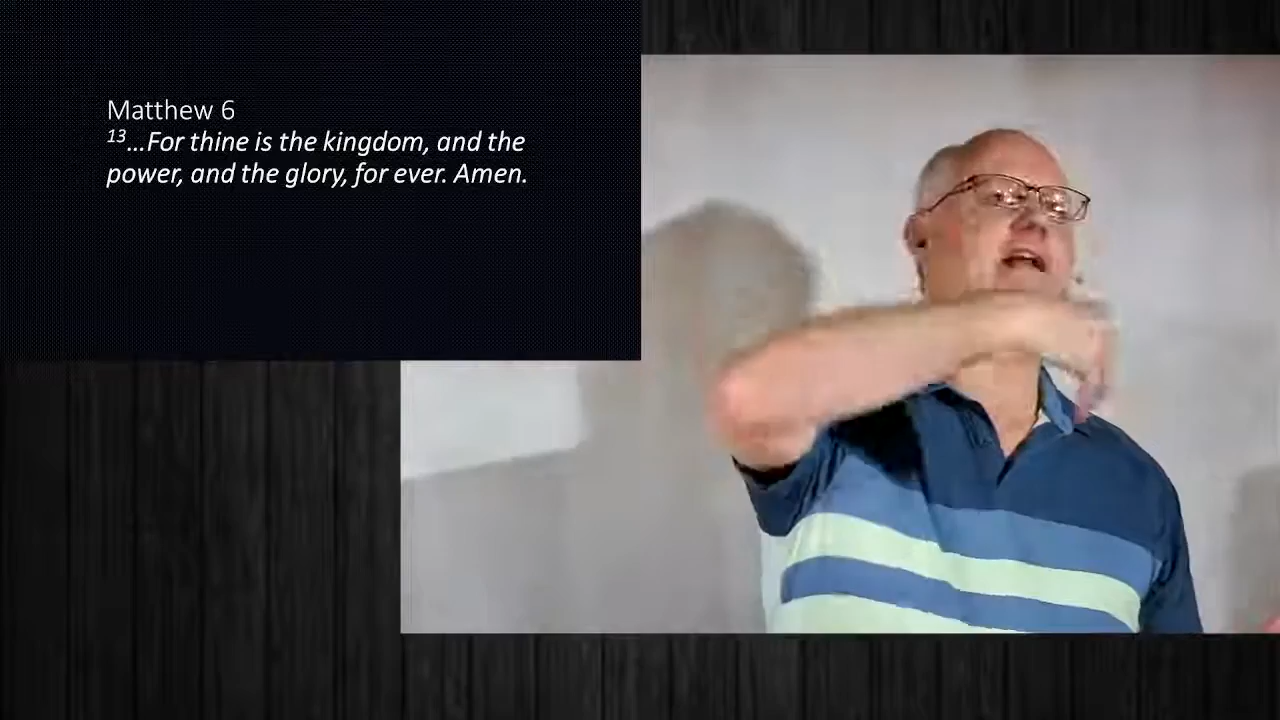 Matthew 6
13...For thine is the kingdom, and the
power, and the glory, for ever. Amen.